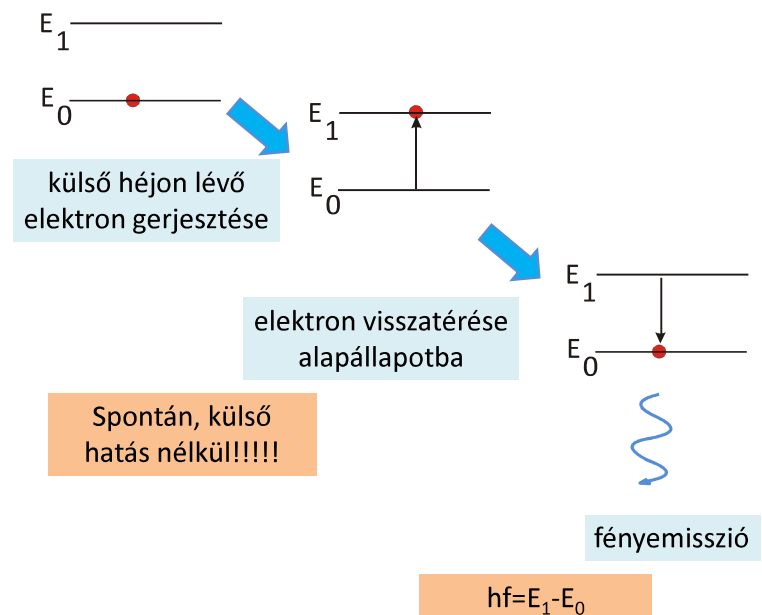 E1
E0
külső héjon lévő
elektron gerjesztése
E1
E0
elektron visszatérése
alapállapotba
E1
E0
Spontán, külső
hatás nélkül!!!!!
fényemisszió
hf=E1-E0